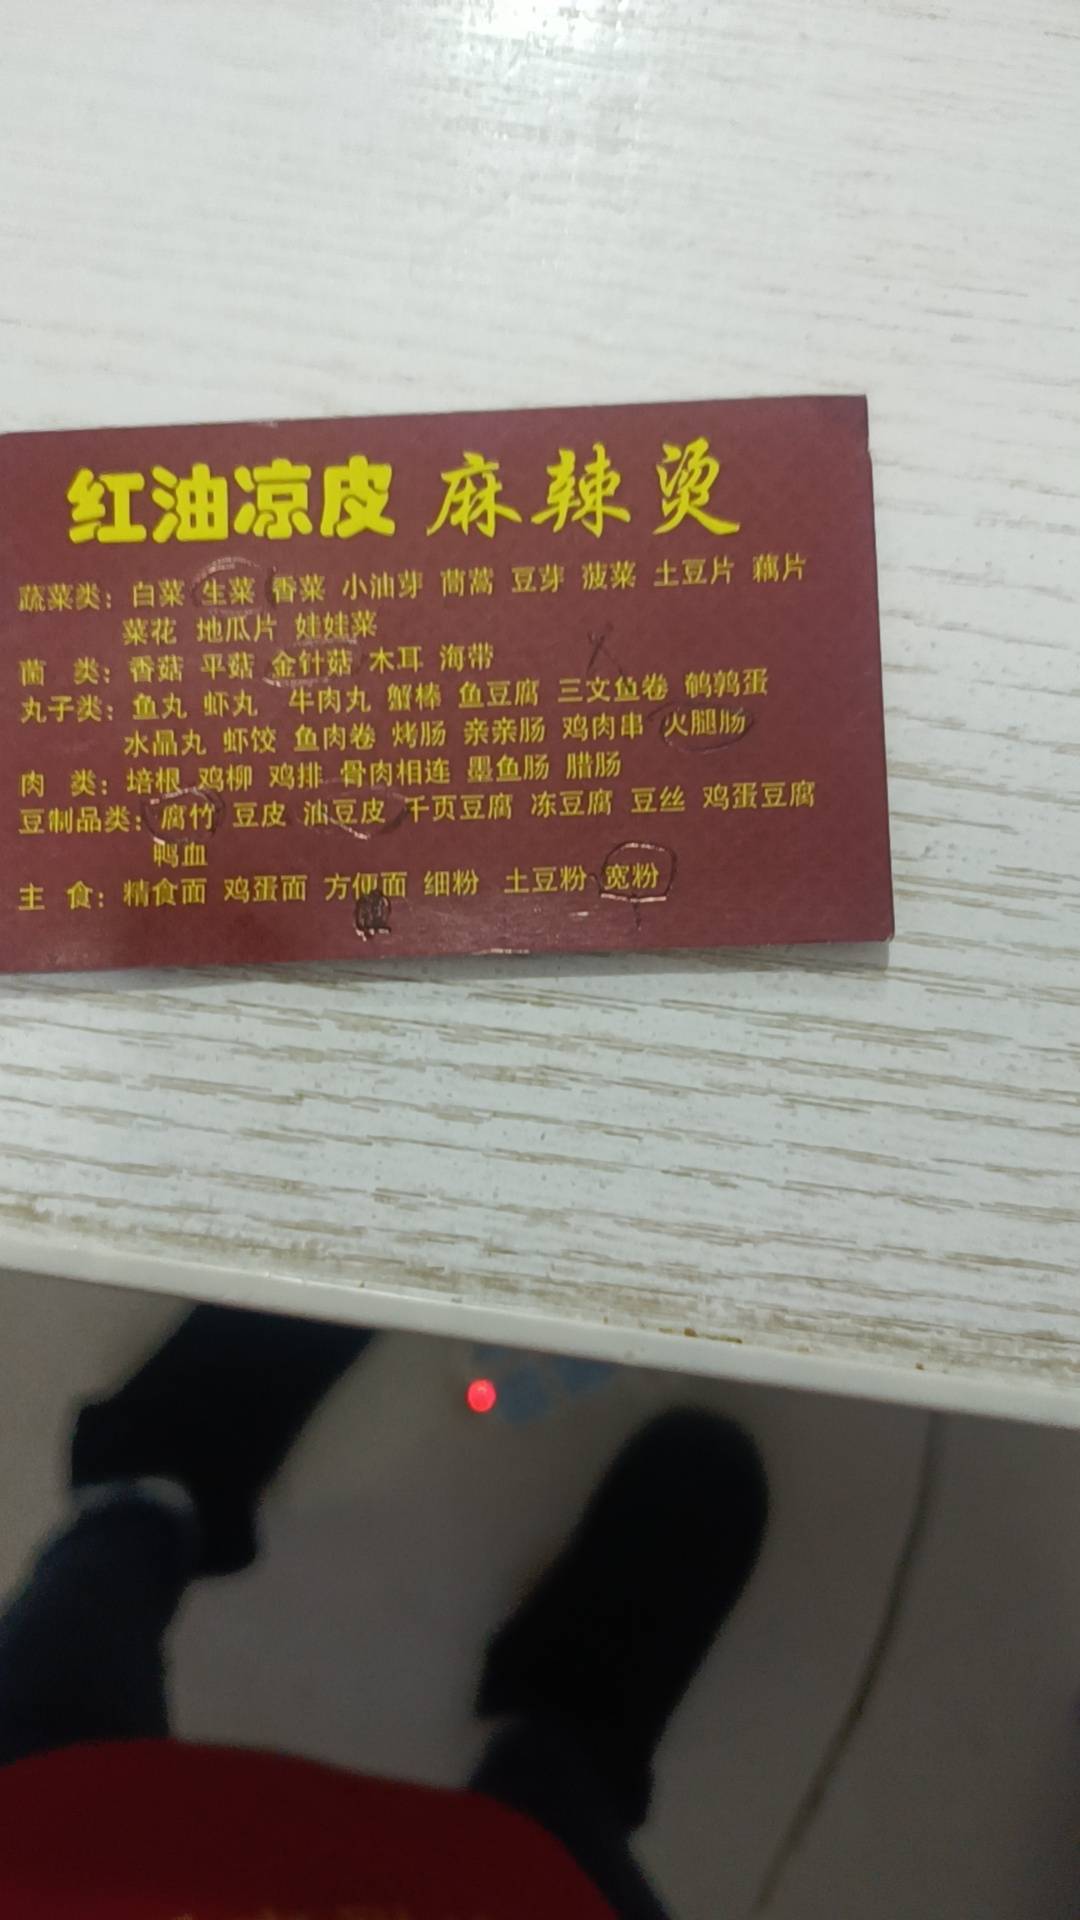 红油凉皮 麻辣烫
蔬菜类：白菜 生菜 香菜 小油芽 茼蒿 豆芽 菠菜 土豆片 藕片
菜花 地瓜片 娃娃菜
菌 类：香菇 平菇 金针菇 木耳 海带
丸子类：鱼丸 虾丸 牛肉丸 蟹棒 鱼豆腐 三文鱼卷 鹌鹑蛋
水晶丸 虾饺 鱼肉卷 烤肠 亲亲肠 鸡肉串 火腿肠
肉 类：培根 鸡柳 鸡排 骨肉相连 墨鱼肠 腊肠
豆制品类：腐竹 豆皮 油豆皮 千页豆腐 冻豆腐 豆丝 鸡蛋豆腐
鸭血
主 食：精食面 鸡蛋面 方便面 细粉 土豆粉 宽粉